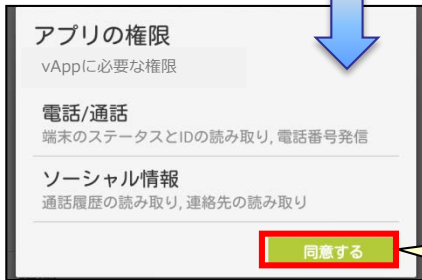 アプリの権限
vAppに必要な権限
電話/通話
端末のステータスとIDの読み取り, 電話番号発信
ソーシャル情報
通話履歴の読み取り, 連絡先の読み取り
同意する